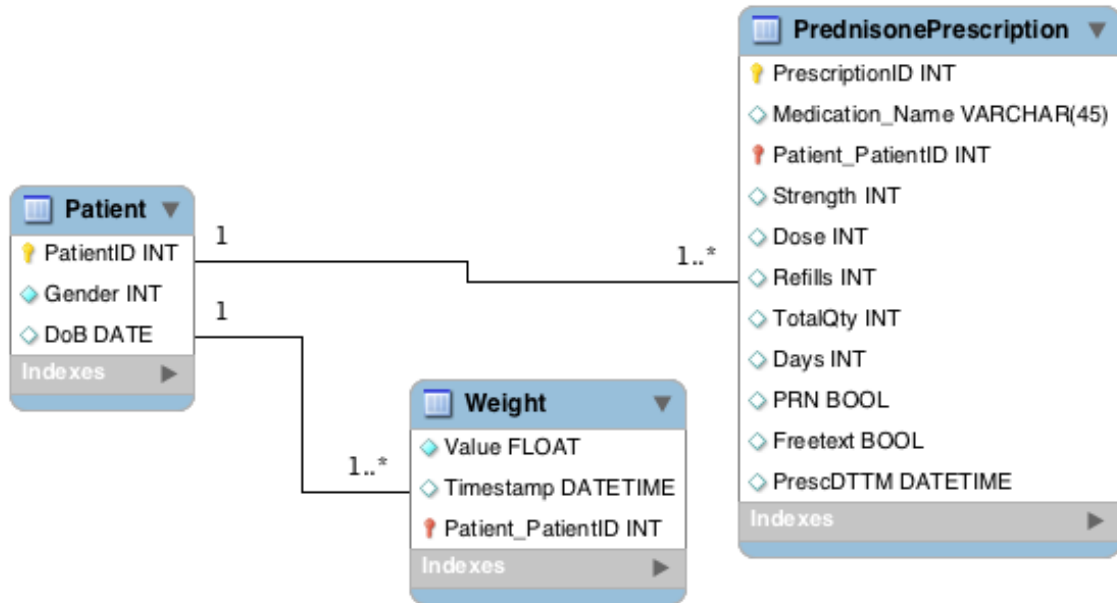 PrednisonePrescription
PrescriptionID INT
Medication_Name VARCHAR(45)
Patient_PatientID INT
Strength INT
Dose INT
Refills INT
TotalQty INT
Days INT
PRN BOOL
Freetext BOOL
PrescDTTM DATETIME
Indexes
Patient
PatientID INT
Gender INT
DoB DATE
Indexes
1
1..*
1
1..*
Weight
Value FLOAT
Timestamp DATETIME
Patient_PatientID INT
Indexes